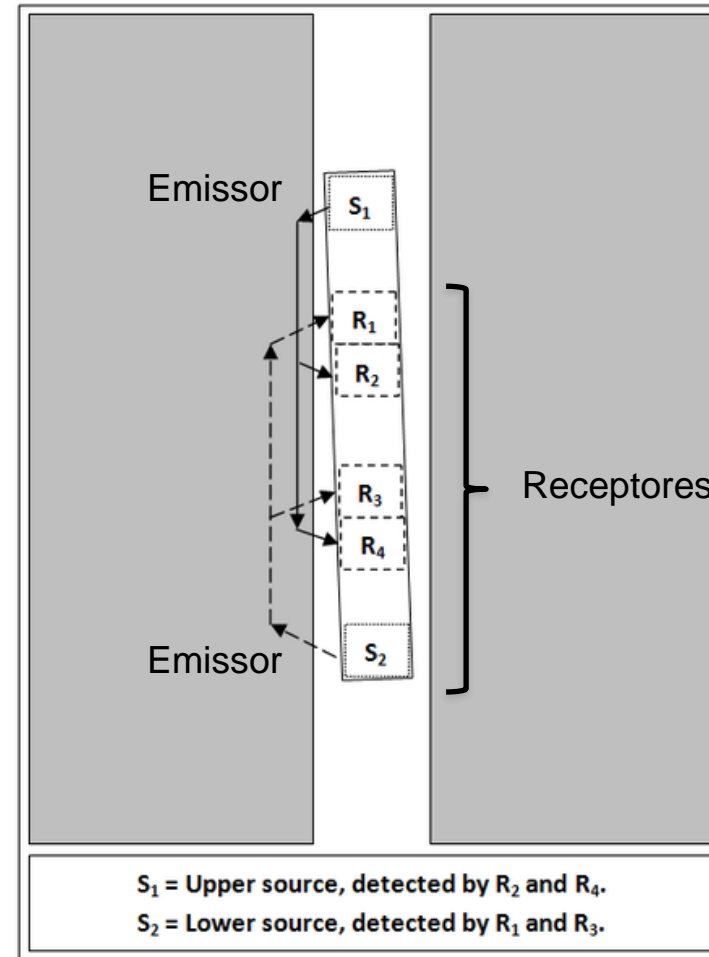 Emissor
S₁
R₁
R₂
R₃
Receptores
R₄
Emissor
S₂
S₁ = Upper source, detected by R₂ and R₄.
S₂ = Lower source, detected by R₁ and R₃.